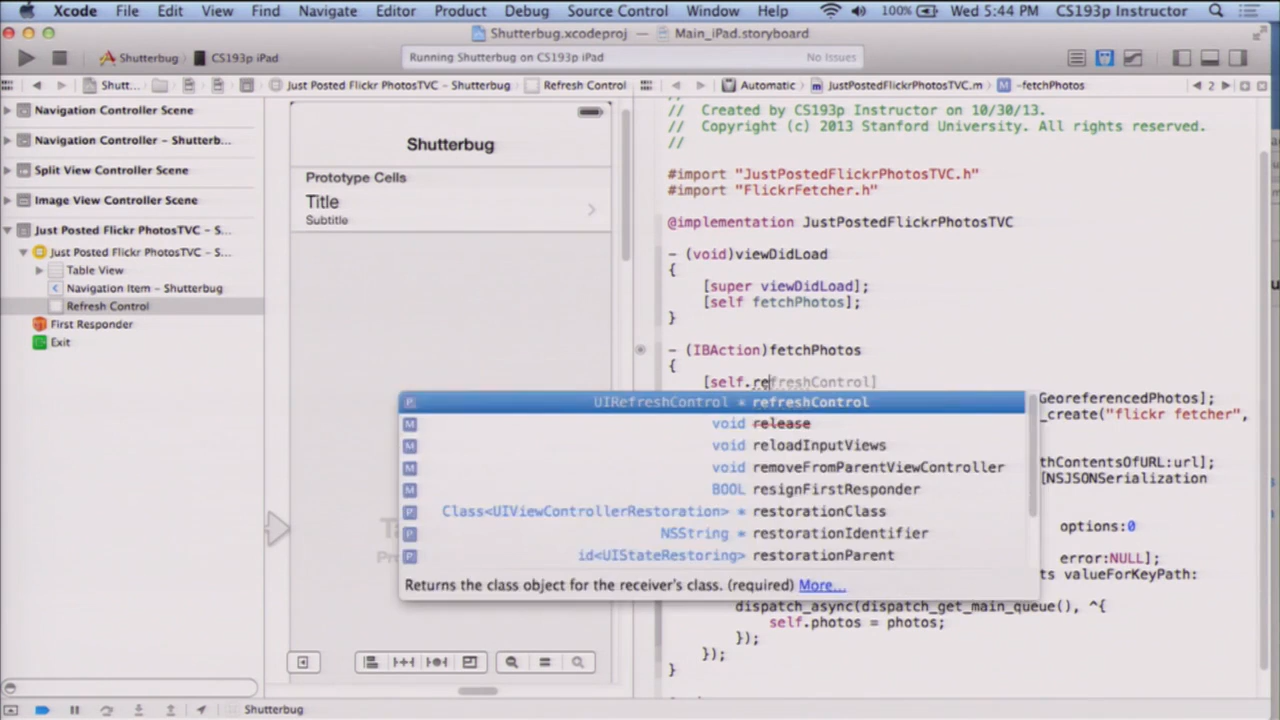 Xcode File Edit View Find Navigate Editor Product Debug Source Control Window Help 100% Wed 5:44 PM CS193p Instructor
Shutterbug.xcodeproj — Main_iPad.storyboard
Shutterbug CS193p iPad Running Shutterbug on CS193p iPad No Issues
Shutt... Just Posted Flickr PhotosTVC – Shutterbug Refresh Control Automatic JustPostedFlickrPhotosTVC.m M -fetchPhotos 2
Navigation Controller Scene
Navigation Controller – Shutterb...
Split View Controller Scene
Image View Controller Scene
Just Posted Flickr PhotosTVC – S...
Just Posted Flickr PhotosTVC – S...
Table View
Navigation Item – Shutterbug
Refresh Control
First Responder
Exit
Shutterbug
Prototype Cells
Title
Subtitle
// Created by CS193p Instructor on 10/30/13.
// Copyright (c) 2013 Stanford University. All rights reserved.
//
#import "JustPostedFlickrPhotosTVC.h"
#import "FlickrFetcher.h"
@implementation JustPostedFlickrPhotosTVC
- (void)viewDidLoad
{
[super viewDidLoad];
[self fetchPhotos];
}
- (IBAction)fetchPhotos
{
[self.refreshControl]
GeoreferencedPhotos];
_create("flickr fetcher",
thContentsOfURL:url];
[NSJSONSerialization
options:0
error:NULL];
ts valueForKeyPath:
dispatch_async(dispatch_get_main_queue(), ^{
self.photos = photos;
});
});
}
P UIRefreshControl * refreshControl
M void release
M void reloadInputViews
M void removeFromParentViewController
M BOOL resignFirstResponder
P Class<UIViewControllerRestoration> * restorationClass
P NSString * restorationIdentifier
P id<UIStateRestoring> restorationParent
Returns the class object for the receiver's class. (required) More...
Shutterbug